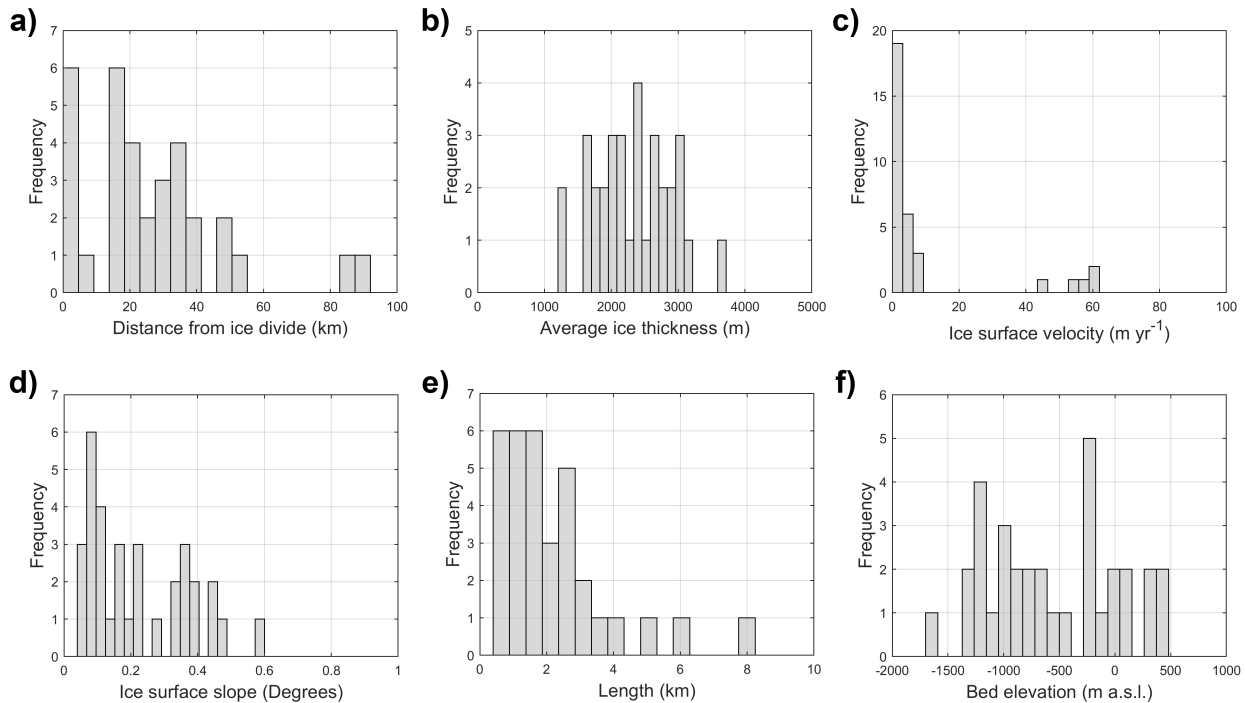 a)
7
6
5
4
3
2
1
0
Frequency
0 20 40 60 80 100
Distance from ice divide (km)
b)
5
4
3
2
1
0
Frequency
0 1000 2000 3000 4000 5000
Average ice thickness (m)
c)
20
15
10
5
0
Frequency
0 20 40 60 80 100
Ice surface velocity (m yr⁻¹)
d)
7
6
5
4
3
2
1
0
Frequency
0 0.2 0.4 0.6 0.8 1
Ice surface slope (Degrees)
e)
7
6
5
4
3
2
1
0
Frequency
0 2 4 6 8 10
Length (km)
f)
6
5
4
3
2
1
0
Frequency
-2000 -1500 -1000 -500 0 500 1000
Bed elevation (m a.s.l.)